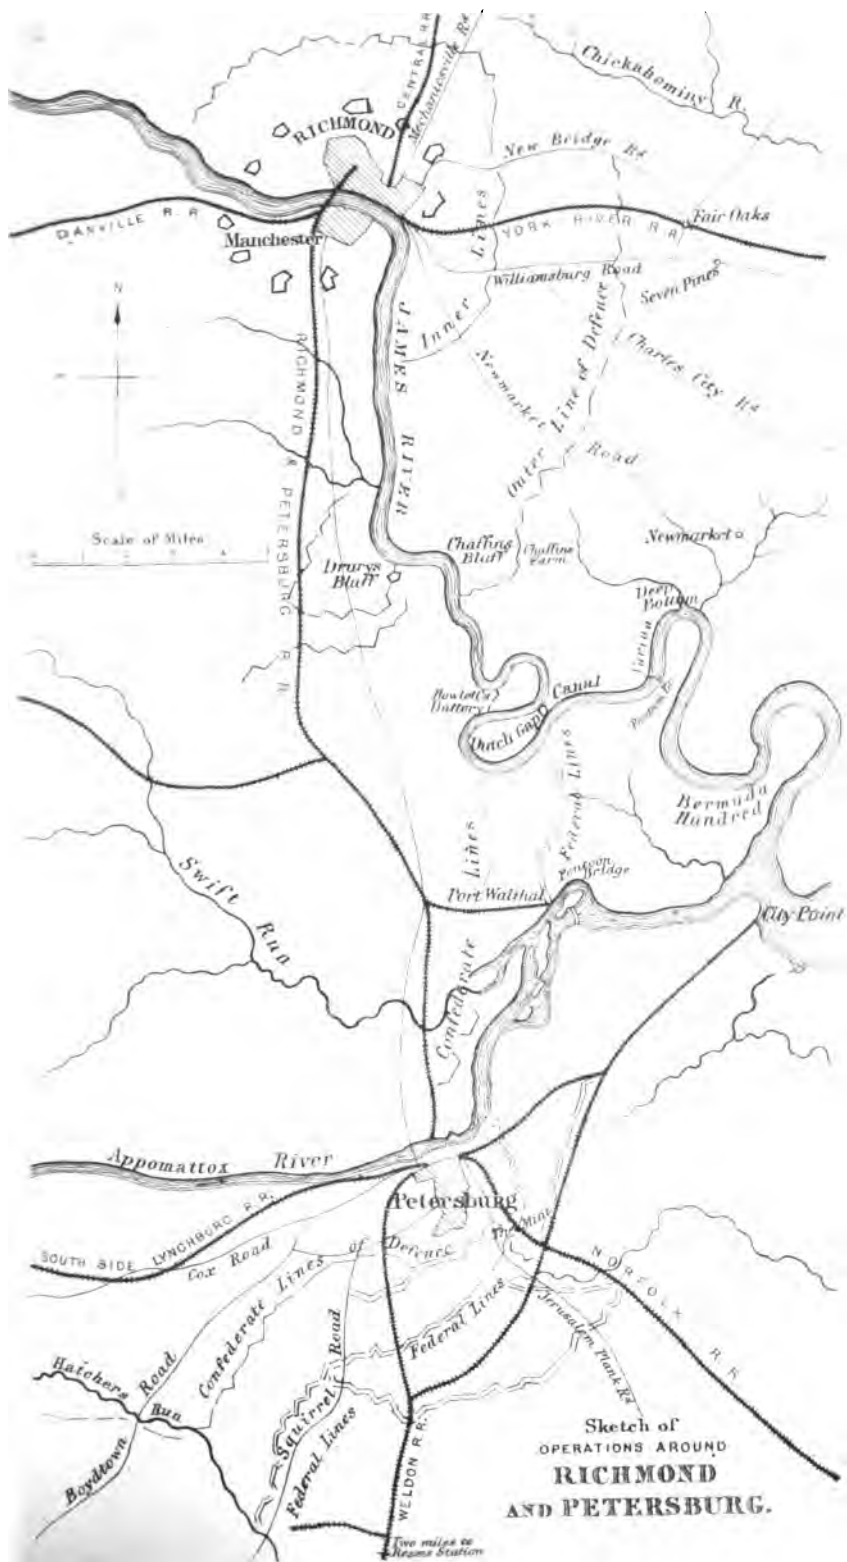 Chickahominy R.
CENTRAL R R
Mechanicsville Rd
RICHMOND
New Bridge Rd
DANVILLE R. R
Manchester
Fair Oaks
YORK RIVER R.R.
Williamsburg Road
Seven Pines
Inner Lines
N
JAMES RIVER
RICHMOND & PETERSBURG R. R.
Newmarket Road
Outer Line of Defence
Charles City Rd
Scale of Miles
Drurys
Bluff
Chaffins
Bluff
Chaffins
Farm
Newmarket
Deep
Bottom
Varina
Howletts
Battery
Dutch Gap
Canal
Bermuda
Hundred
Federal Lines
Confederate Lines
Port Walthal
Pontoon
Bridge
City Point
Swift Run
Appomattox River
Petersburg
SOUTH SIDE LYNCHBURG R. R.
Cox Road
Confederate Lines of Defence
The Mine
NORFOLK R. R
Federal Lines
Jerusalem Plank Rd
Hatchers Run
Boydtown Road
Squirrel Road
Federal Lines
WELDON R.R.
Two miles to
Reams Station
Sketch of
OPERATIONS AROUND
RICHMOND
AND PETERSBURG.